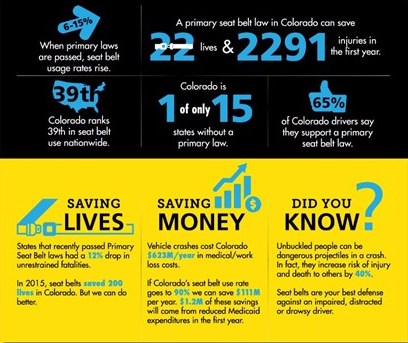 6-15%
When primary laws
are passed, seat belt
usage rates rise.
A primary seat belt law in Colorado can save
22 lives & 2291 injuries in
the first year.
39th
Colorado ranks
39th in seat belt
use nationwide.
Colorado is
1 of only 15
states without a
primary law.
65%
of Colorado drivers say
they support a primary
seat belt law.
SAVING
LIVES
States that recently passed Primary
Seat Belt laws had a 12% drop in
unrestrained fatalities.
In 2015, seat belts saved 200
lives in Colorado. But we can do
better.
SAVING
MONEY
$
Vehicle crashes cost Colorado
$623M/year in medical/work
loss costs.
If Colorado's seat belt use rate
goes to 90% we can save $111M
per year. $1.2M of these savings
will come from reduced Medicaid
expenditures in the first year.
DID YOU
KNOW?
Unbuckled people can be
dangerous projectiles in a crash.
In fact, they increase risk of injury
and death to others by 40%.
Seat belts are your best defense
against an impaired, distracted
or drowsy driver.